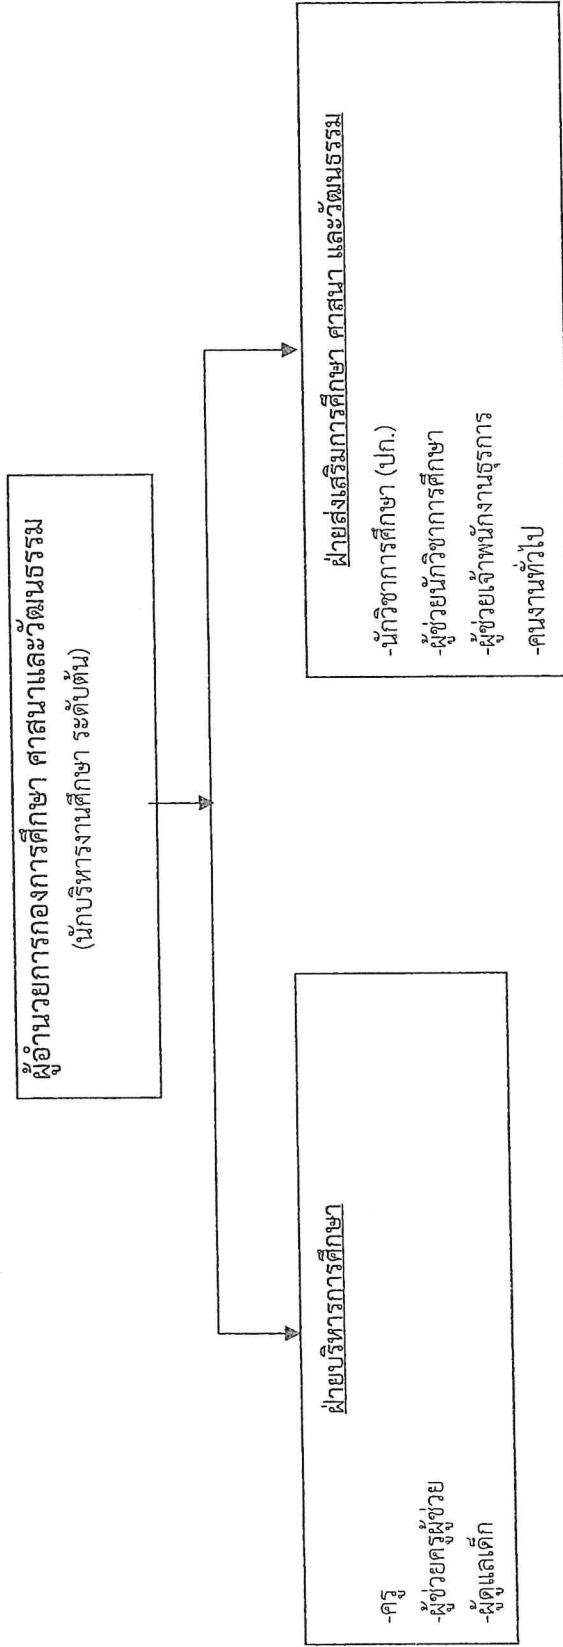 ผู้อำนวยการกองการศึกษา ศาสนาและวัฒนธรรม
(นักบริหารงานศึกษา ระดับต้น)
ฝ่ายบริหารการศึกษา
-ครู
-ผู้ช่วยครูผู้ช่วย
-ผู้ดูแลเด็ก
ฝ่ายส่งเสริมการศึกษา ศาสนา และวัฒนธรรม
-นักวิชาการศึกษา (ปก.)
-ผู้ช่วยนักวิชาการศึกษา
-ผู้ช่วยเจ้าพนักงานธุรการ
-คนงานทั่วไป